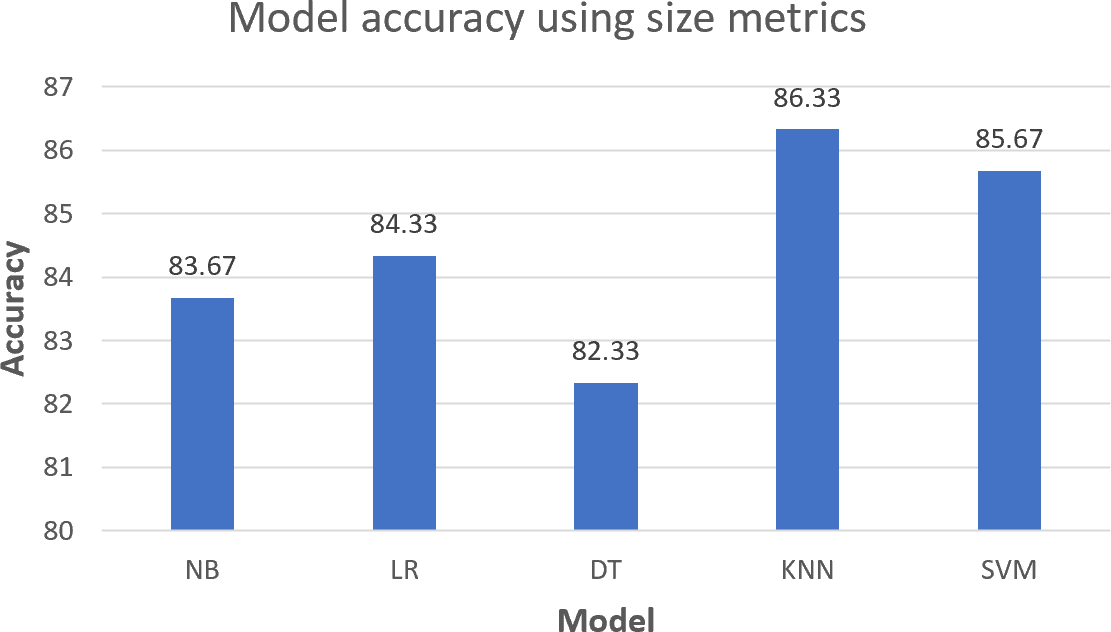 Model accuracy using size metrics
87
86
85
84
83
82
81
80
Accuracy
83.67
84.33
82.33
86.33
85.67
NB
LR
DT
KNN
SVM
Model